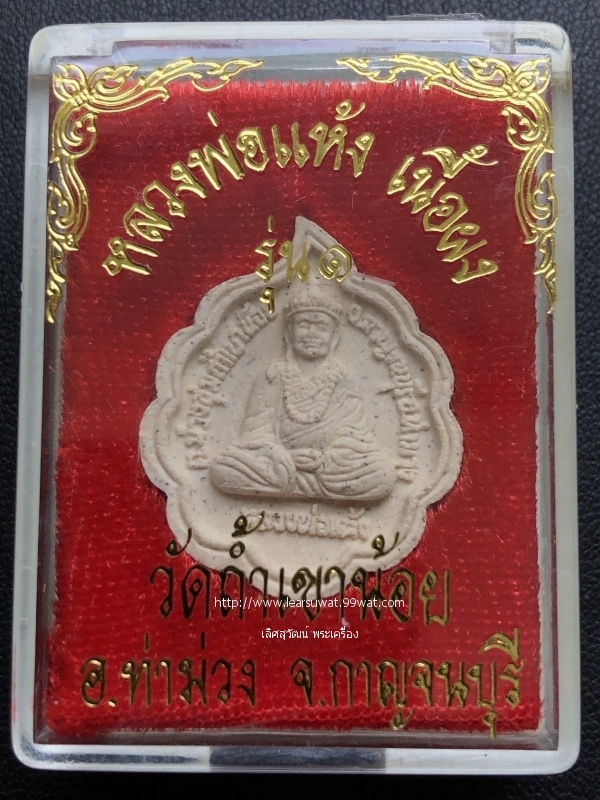 หลวงพ่อแห้ง เนื้อผง
รุ่น๑
หลวงพ่อแห้ง
วัดถ้ำเขาน้อย
http://www.learsuwat.99wat.com
เลิศสุวัฒน์ พระเครื่อง
อ.ท่าม่วง จ.กาญจนบุรี